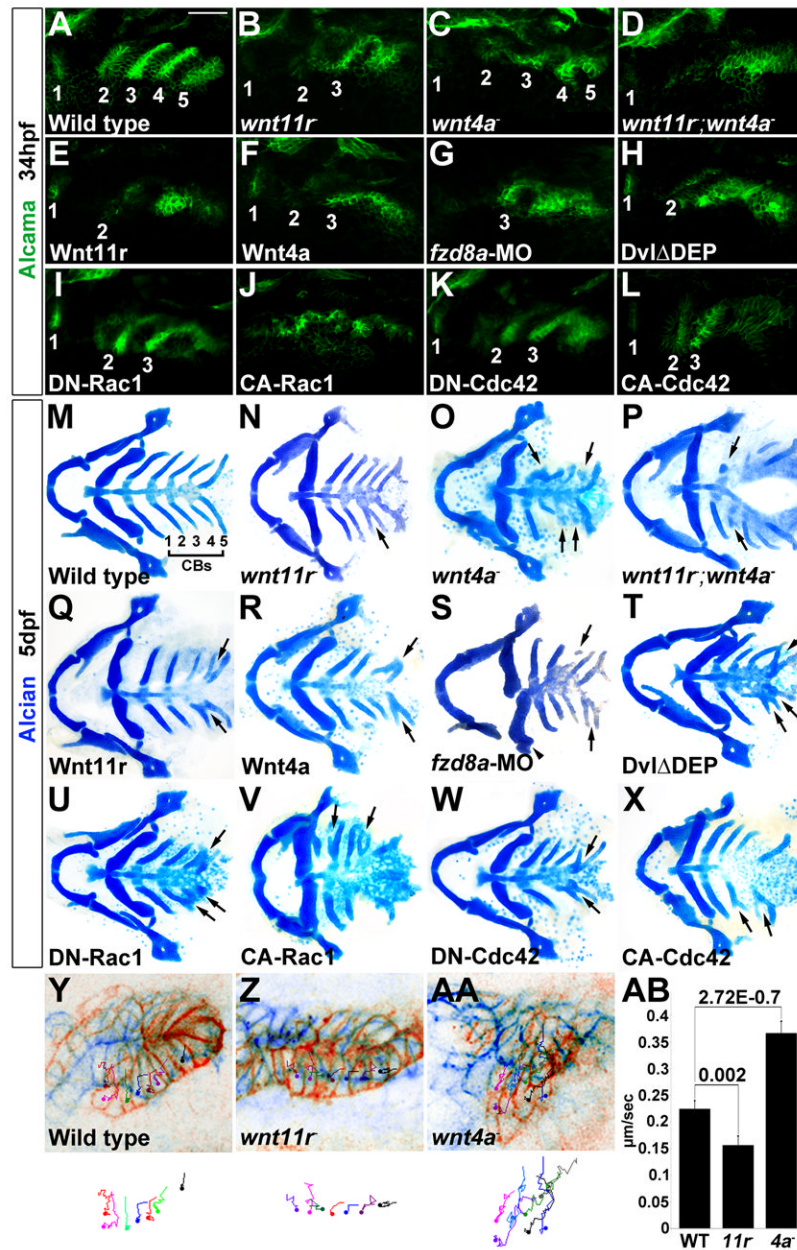 Alcama 34hpf
A
1
2
3
4
5
Wild type
B
1
2
3
wnt11r-
C
1
2
3
4
5
wnt4a-
D
1
wnt11r-;wnt4a-
E
1
2
Wnt11r
F
1
2
3
Wnt4a
G
3
fzd8a-MO
H
1
2
DvlΔDEP
I
1
2
3
DN-Rac1
J
CA-Rac1
K
1
2
3
DN-Cdc42
L
1
2
3
CA-Cdc42
Alcian 5dpf
M
1 2 3 4 5
CBs
Wild type
N
wnt11r-
O
wnt4a-
P
wnt11r-;wnt4a-
Q
Wnt11r
R
Wnt4a
S
fzd8a-MO
T
DvlΔDEP
U
DN-Rac1
V
CA-Rac1
W
DN-Cdc42
X
CA-Cdc42
Y
Wild type
Z
wnt11r-
AA
wnt4a-
AB
2.72E-0.7
0.002
µm/sec
0.4
0.35
0.3
0.25
0.2
0.15
0.1
0.05
0
WT 11r- 4a-